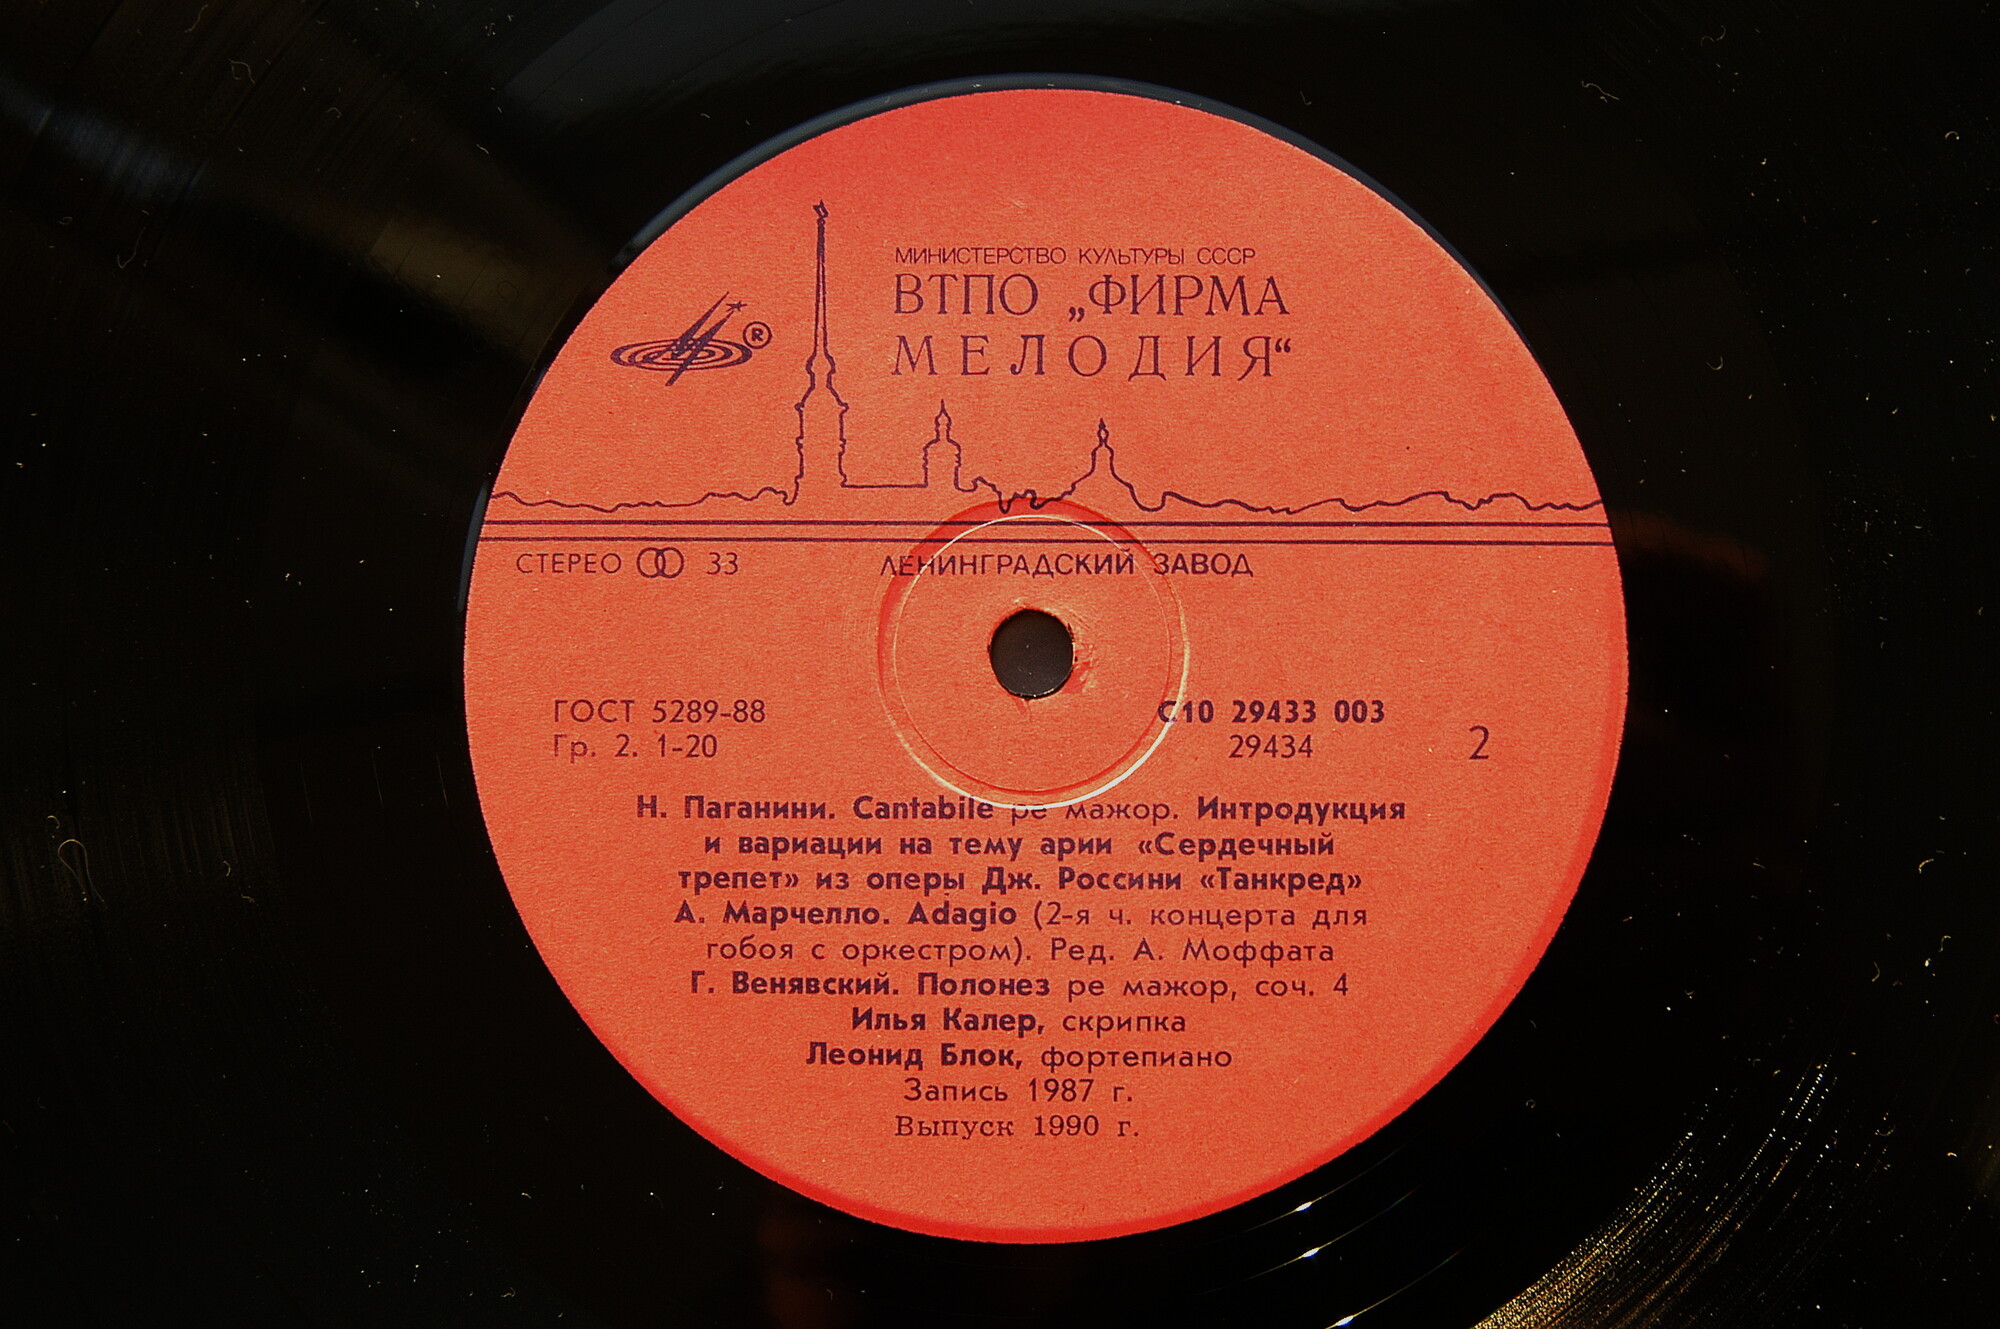 МИНИСТЕРСТВО КУЛЬТУРЫ СССР
ВТПО „ФИРМА
МЕЛОДИЯ“
®
СТЕРЕО 33
ЛЕНИНГРАДСКИЙ ЗАВОД
ГОСТ 5289-88
Гр. 2. 1-20
С10 29433 003
29434
2
Н. Паганини. Cantabile ре мажор. Интродукция
и вариации на тему арии «Сердечный
трепет» из оперы Дж. Россини «Танкред»
А. Марчелло. Adagio (2-я ч. концерта для
гобоя с оркестром). Ред. А. Моффата
Г. Венявский. Полонез ре мажор, соч. 4
Илья Калер, скрипка
Леонид Блок, фортепиано
Запись 1987 г.
Выпуск 1990 г.